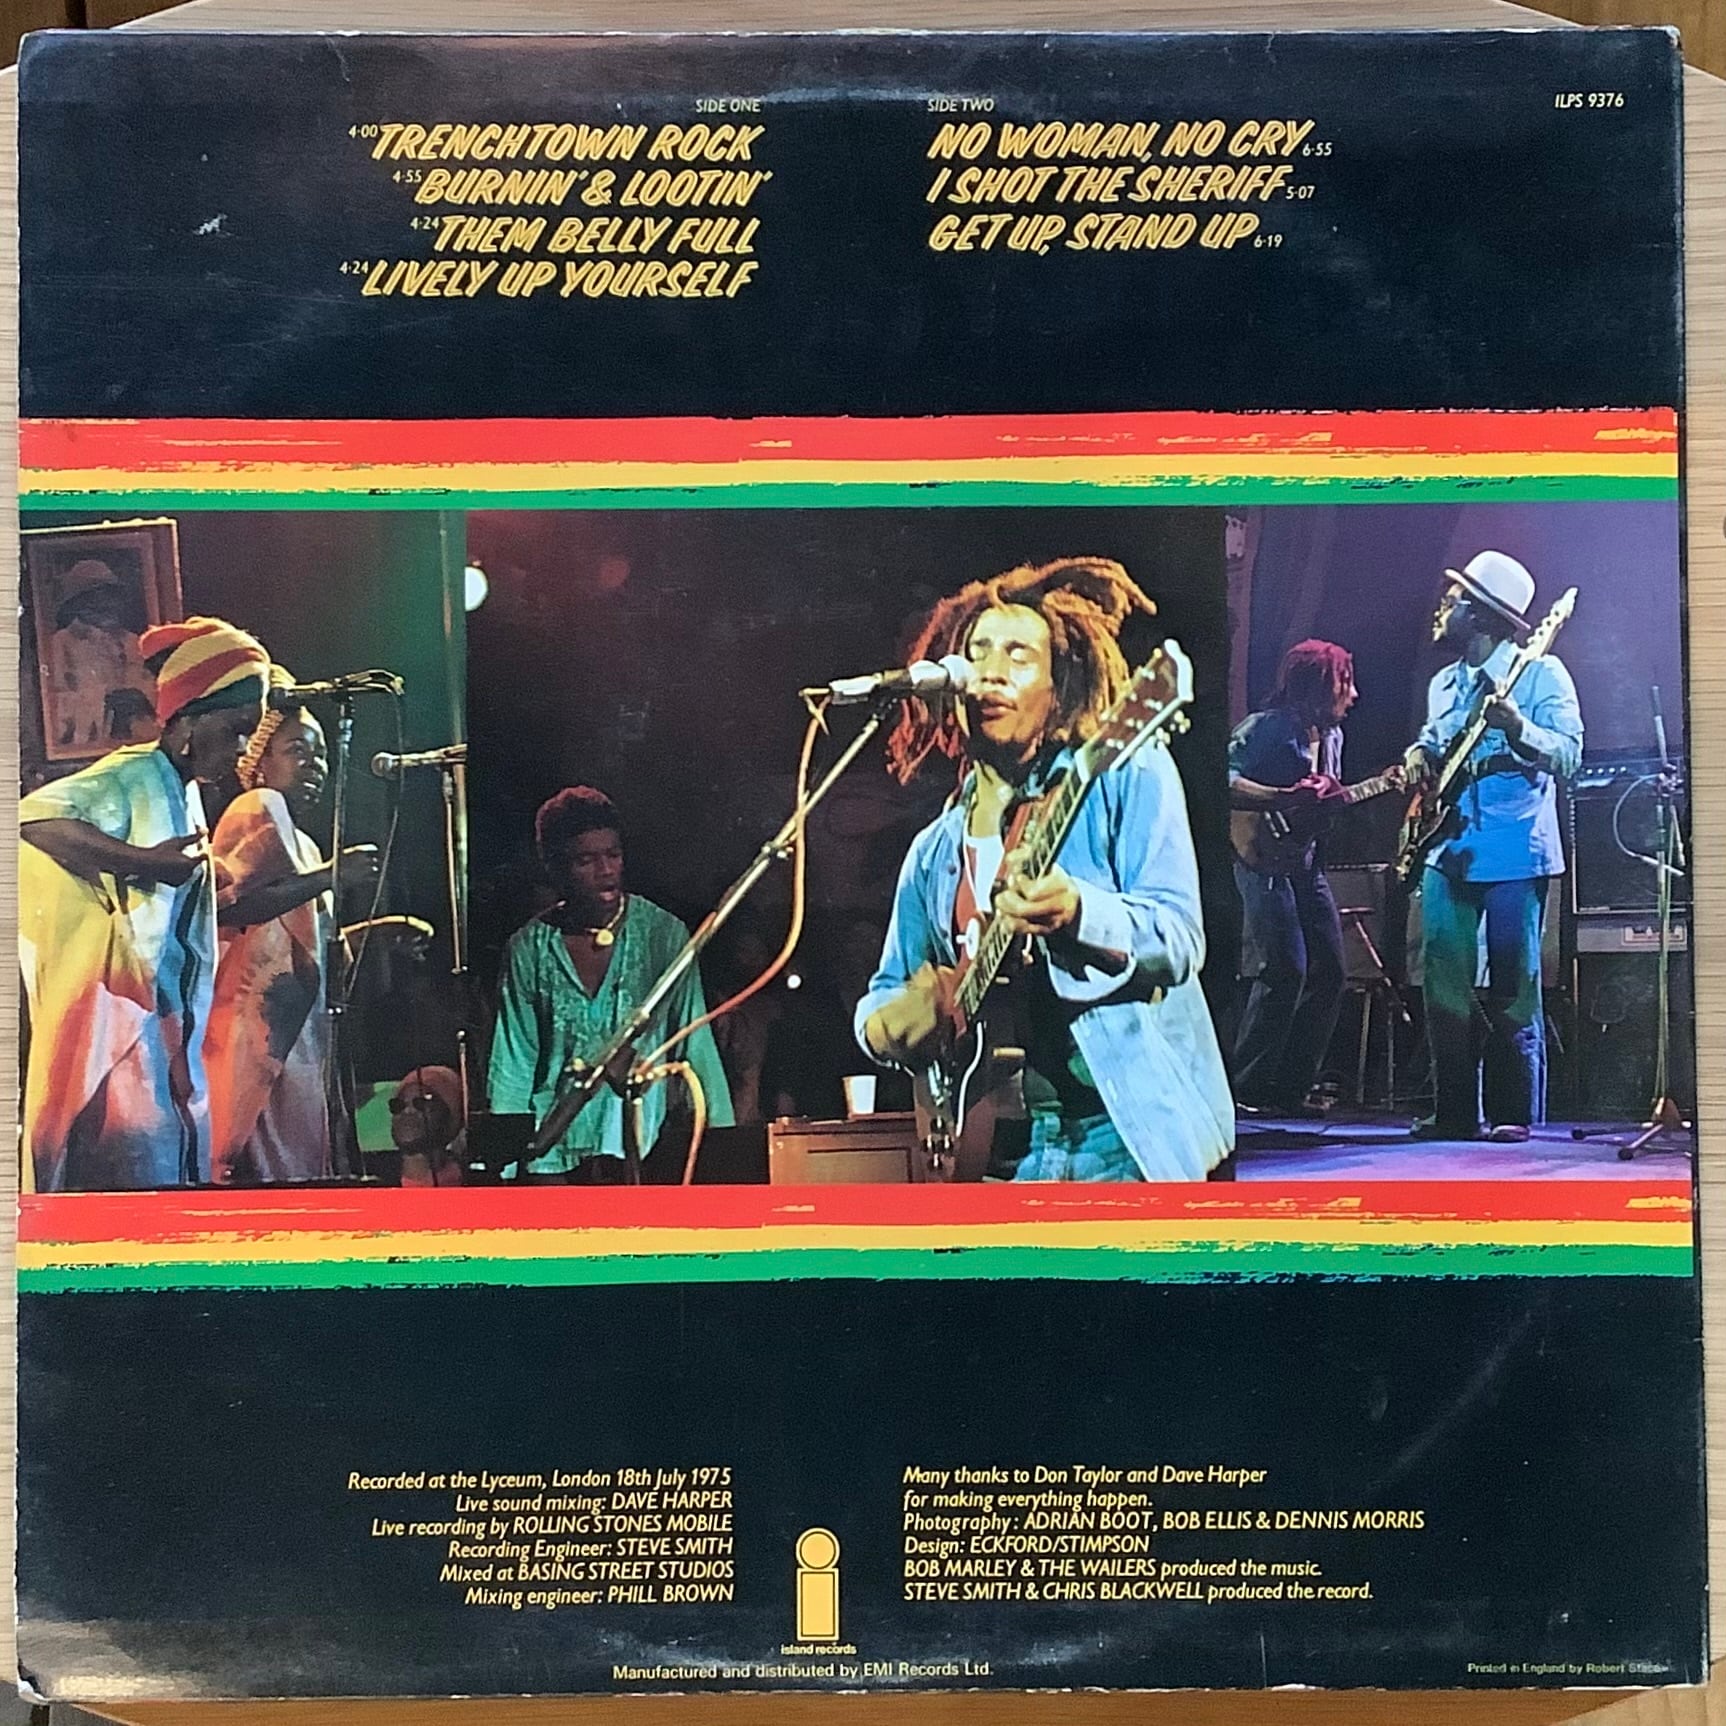 ILPS 9376
SIDE ONE
4·00 TRENCHTOWN ROCK
4·55 BURNIN' & LOOTIN'
4·24 THEM BELLY FULL
4·24 LIVELY UP YOURSELF
SIDE TWO
NO WOMAN, NO CRY 6·55
I SHOT THE SHERIFF 5·07
GET UP, STAND UP 6·19
Recorded at the Lyceum, London 18th July 1975
Live sound mixing: DAVE HARPER
Live recording by ROLLING STONES MOBILE
Recording Engineer: STEVE SMITH
Mixed at BASING STREET STUDIOS
Mixing engineer: PHILL BROWN
Many thanks to Don Taylor and Dave Harper
for making everything happen.
Photography: ADRIAN BOOT, BOB ELLIS & DENNIS MORRIS
Design: ECKFORD/STIMPSON
BOB MARLEY & THE WAILERS produced the music.
STEVE SMITH & CHRIS BLACKWELL produced the record.
island records
Manufactured and distributed by EMI Records Ltd.
Printed in England by Robert